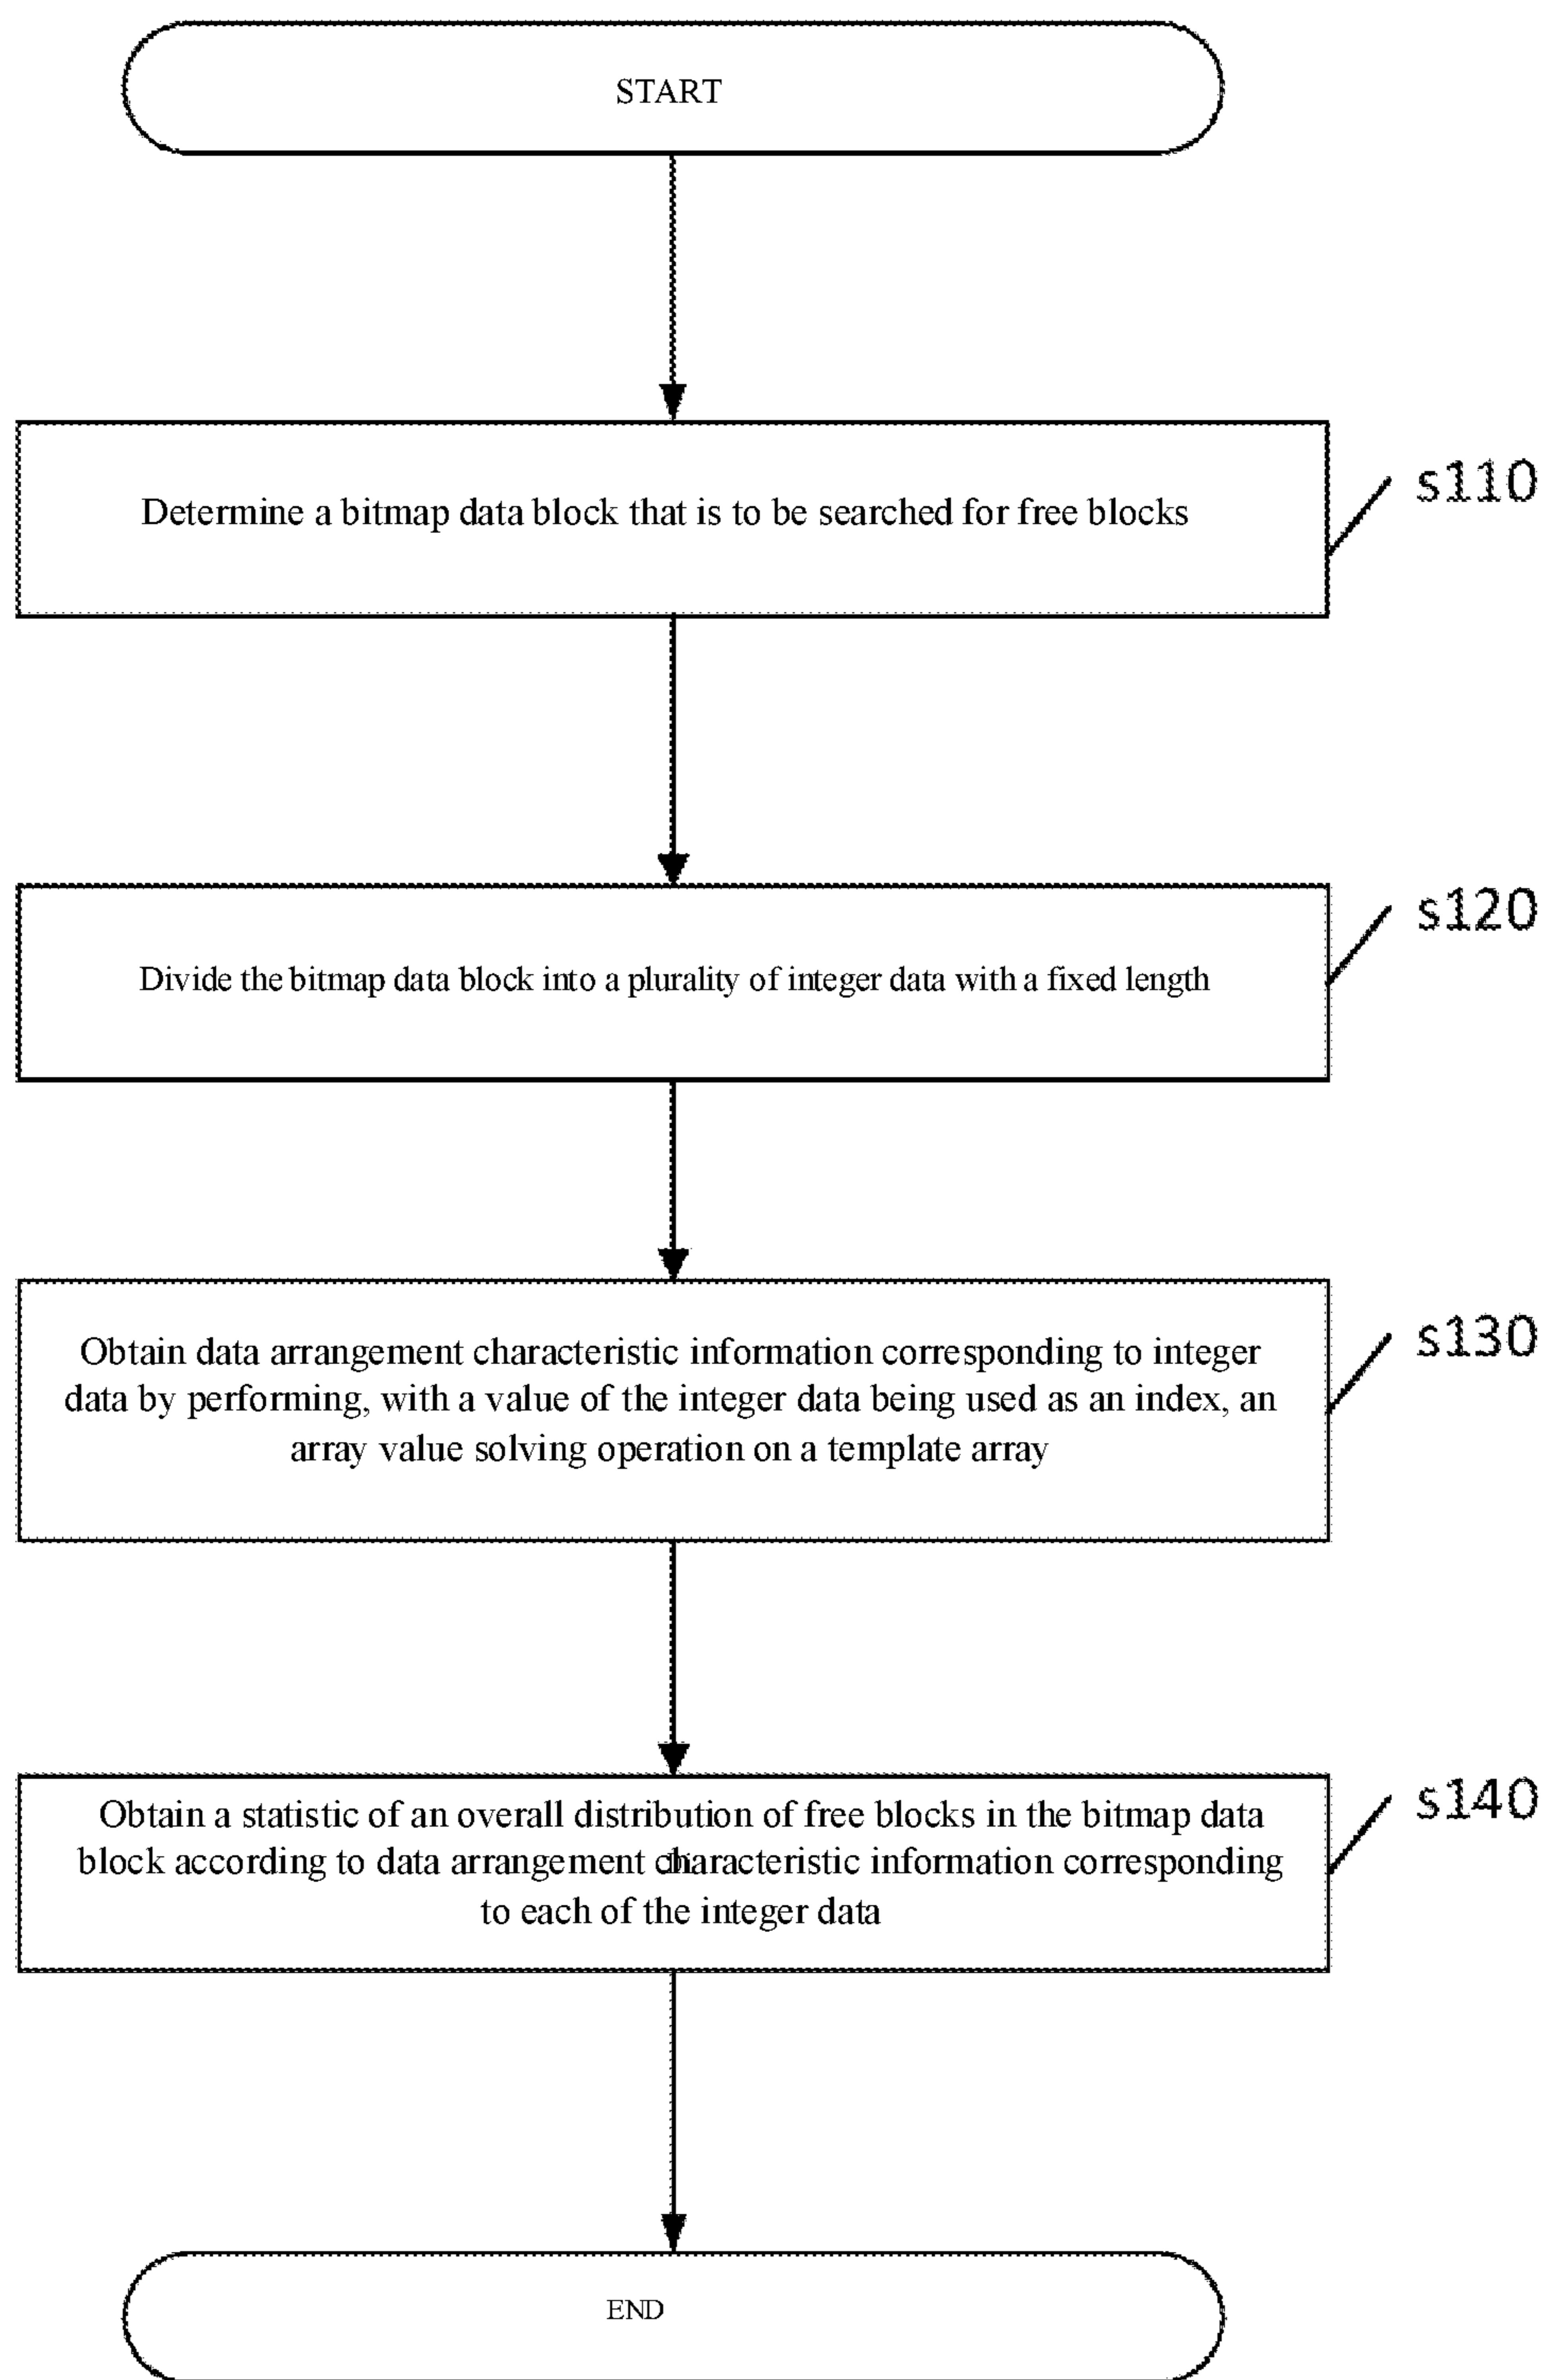 START
Determine a bitmap data block that is to be searched for free blocks
s110
Divide the bitmap data block into a plurality of integer data with a fixed length
s120
Obtain data arrangement characteristic information corresponding to integer
data by performing, with a value of the integer data being used as an index, an
array value solving operation on a template array
s130
Obtain a statistic of an overall distribution of free blocks in the bitmap data
block according to data arrangement characteristic information corresponding
to each of the integer data
s140
END